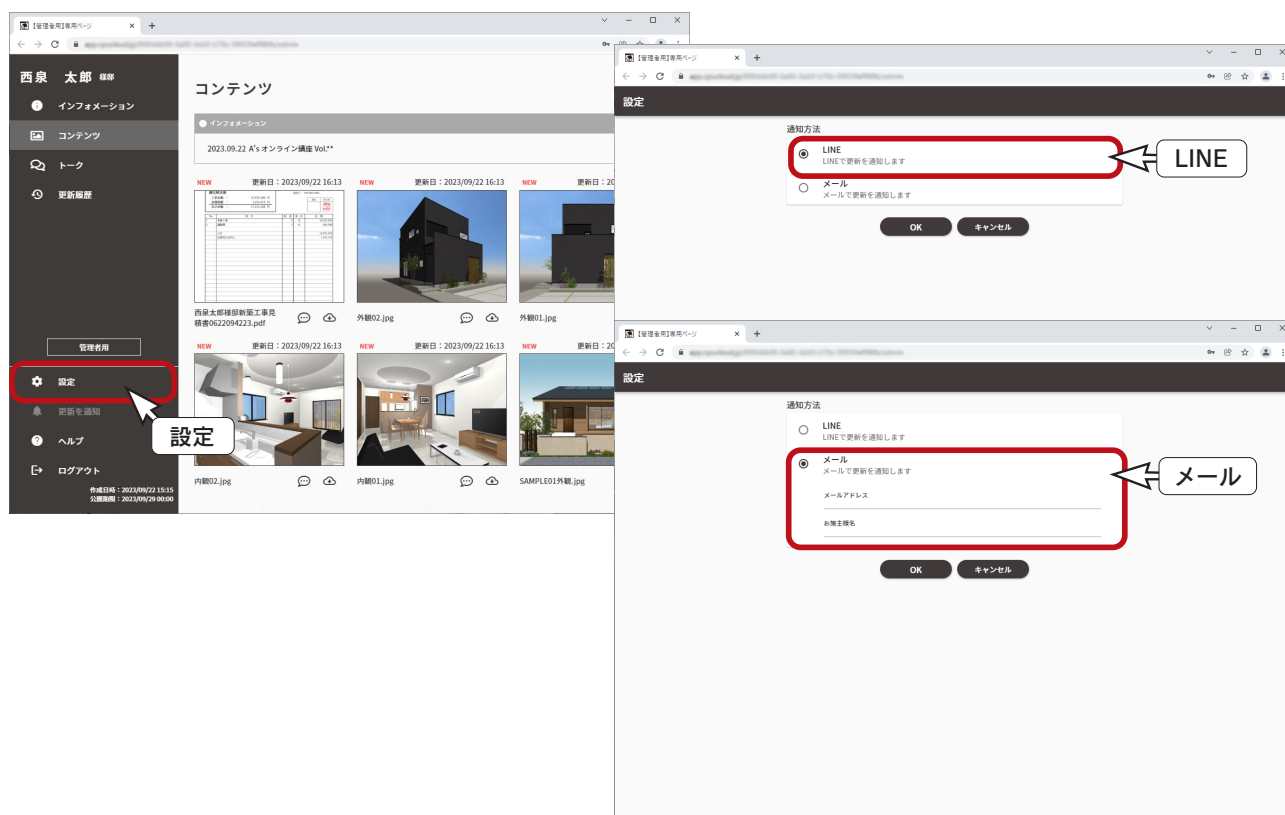 【管理者用】専用ページ
西泉 太郎 様邸
インフォメーション
コンテンツ
トーク
更新履歴
管理者用
設定
更新を通知
ヘルプ
ログアウト
作成日時：2023/09/22 15:15
公開期限：2023/09/29 00:00
設定
コンテンツ
インフォメーション
2023.09.22 A's オンライン講座 Vol.**
NEW 更新日：2023/09/22 16:13
西泉太郎様邸新築工事見
積書0622094223.pdf
NEW 更新日：2023/09/22 16:13
外観02.jpg
NEW 更新日：20
外観01.jpg
NEW 更新日：2023/09/22 16:13
内観02.jpg
NEW 更新日：2023/09/22 16:13
内観01.jpg
NEW 更新日：20
SAMPLE01外観.jpg
【管理者用】専用ページ
設定
通知方法
LINE
LINEで更新を通知します
メール
メールで更新を通知します
OK キャンセル
LINE
【管理者用】専用ページ
設定
通知方法
LINE
LINEで更新を通知します
メール
メールで更新を通知します
メールアドレス
お施主様名
OK キャンセル
メール